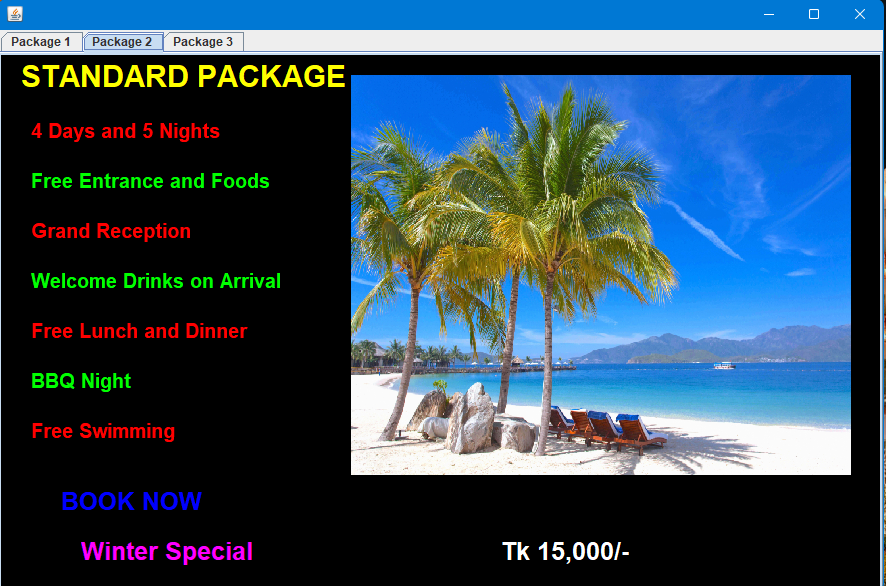 Package 1
Package 2
Package 3
STANDARD PACKAGE
4 Days and 5 Nights
Free Entrance and Foods
Grand Reception
Welcome Drinks on Arrival
Free Lunch and Dinner
BBQ Night
Free Swimming
BOOK NOW
Winter Special
Tk 15,000/-